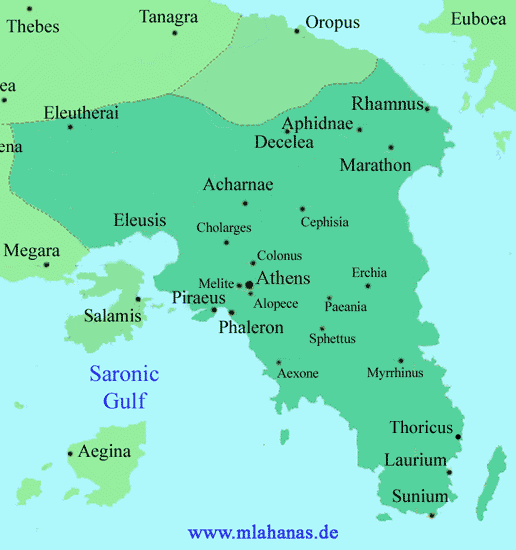 Tanagra
Oropus
Euboea
Thebes
ea
Rhamnus
Eleutherai
Aphidnae
Decelea
ena
Marathon
Acharnae
Eleusis
Cholarges
Cephisia
Megara
Colonus
Melite
Athens
Erchia
Piraeus
Alopece
Paeania
Salamis
Phaleron
Sphettus
Saronic
Gulf
Aexone
Myrrhinus
Thoricus
Aegina
Laurium
Sunium
www.mlahanas.de